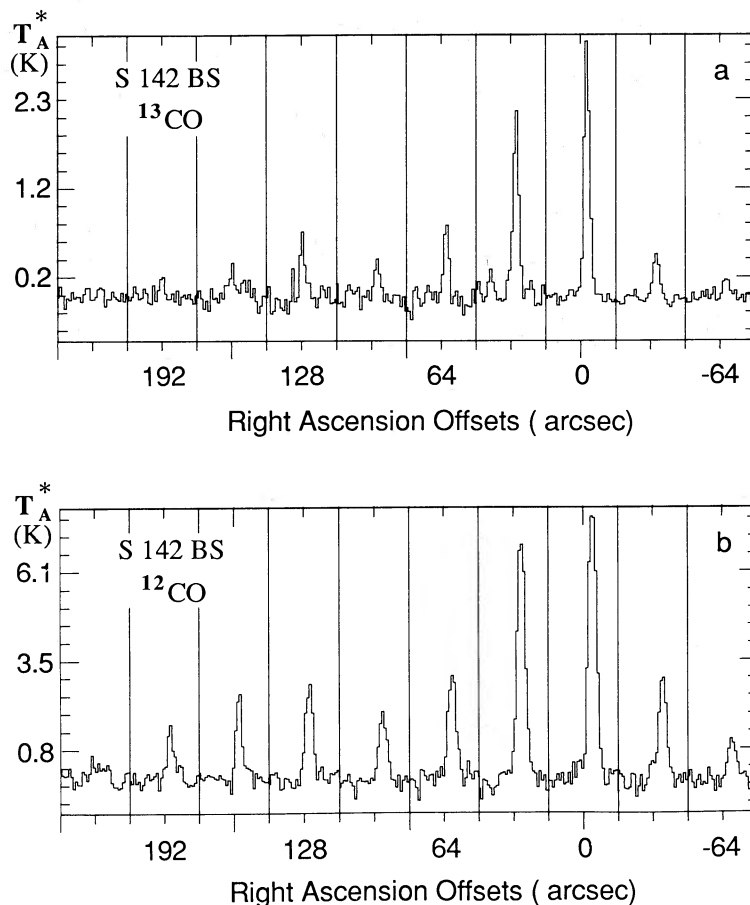 T*A
(K)
S 142 BS
13CO
a
2.3
1.2
0.2
192 128 64 0 -64
Right Ascension Offsets ( arcsec)
T*A
(K)
S 142 BS
12CO
b
6.1
3.5
0.8
192 128 64 0 -64
Right Ascension Offsets ( arcsec)